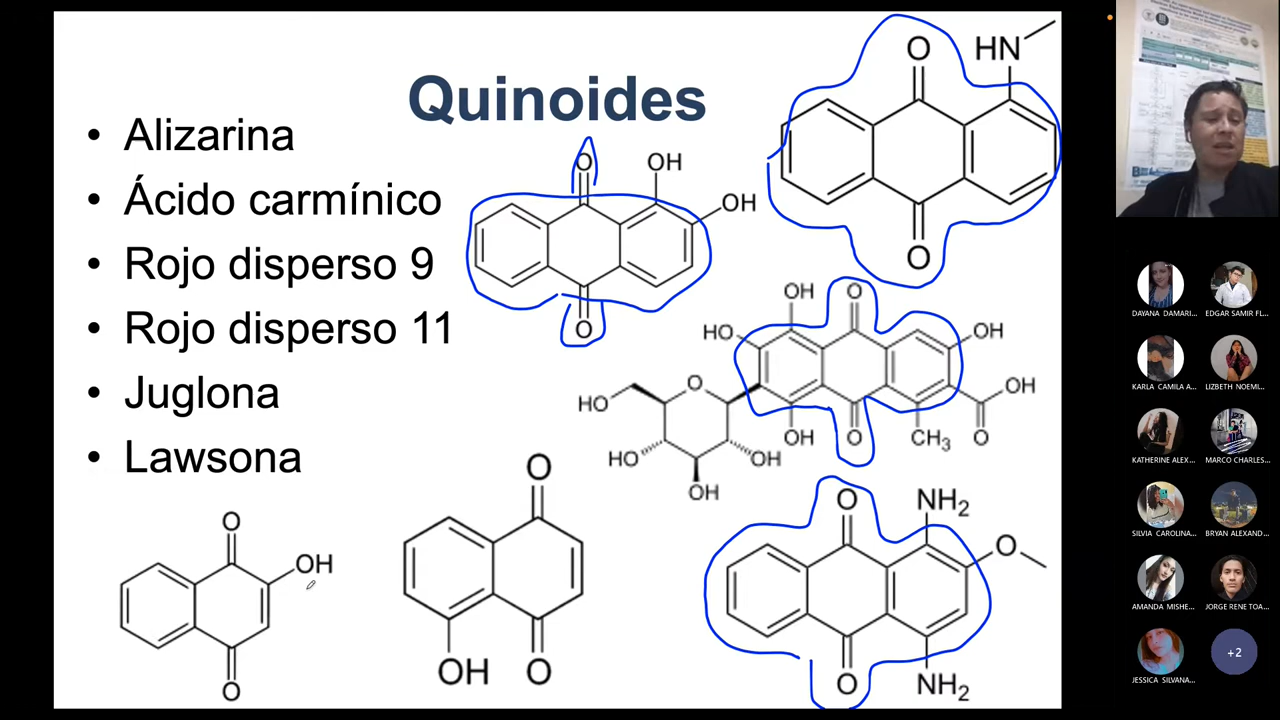 Quinoides
• Alizarina
• Ácido carmínico
• Rojo disperso 9
• Rojo disperso 11
• Juglona
• Lawsona
O
HN
O
O
OH
OH
O
OH
O
HO
OH
OH
O
O
OH
CH3
O
HO
O
HO
OH
OH
O
OH
O
O
OH
O
O
NH2
O
O
NH2
DAYANA DAMARI...
EDGAR SAMIR FL...
KARLA CAMILA A...
LIZBETH NOEMI...
KATHERINE ALEX...
MARCO CHARLES...
SILVIA CAROLINA...
BRYAN ALEXAND...
AMANDA MISHE...
JORGE RENE TOA...
JESSICA SILVANA...
+2